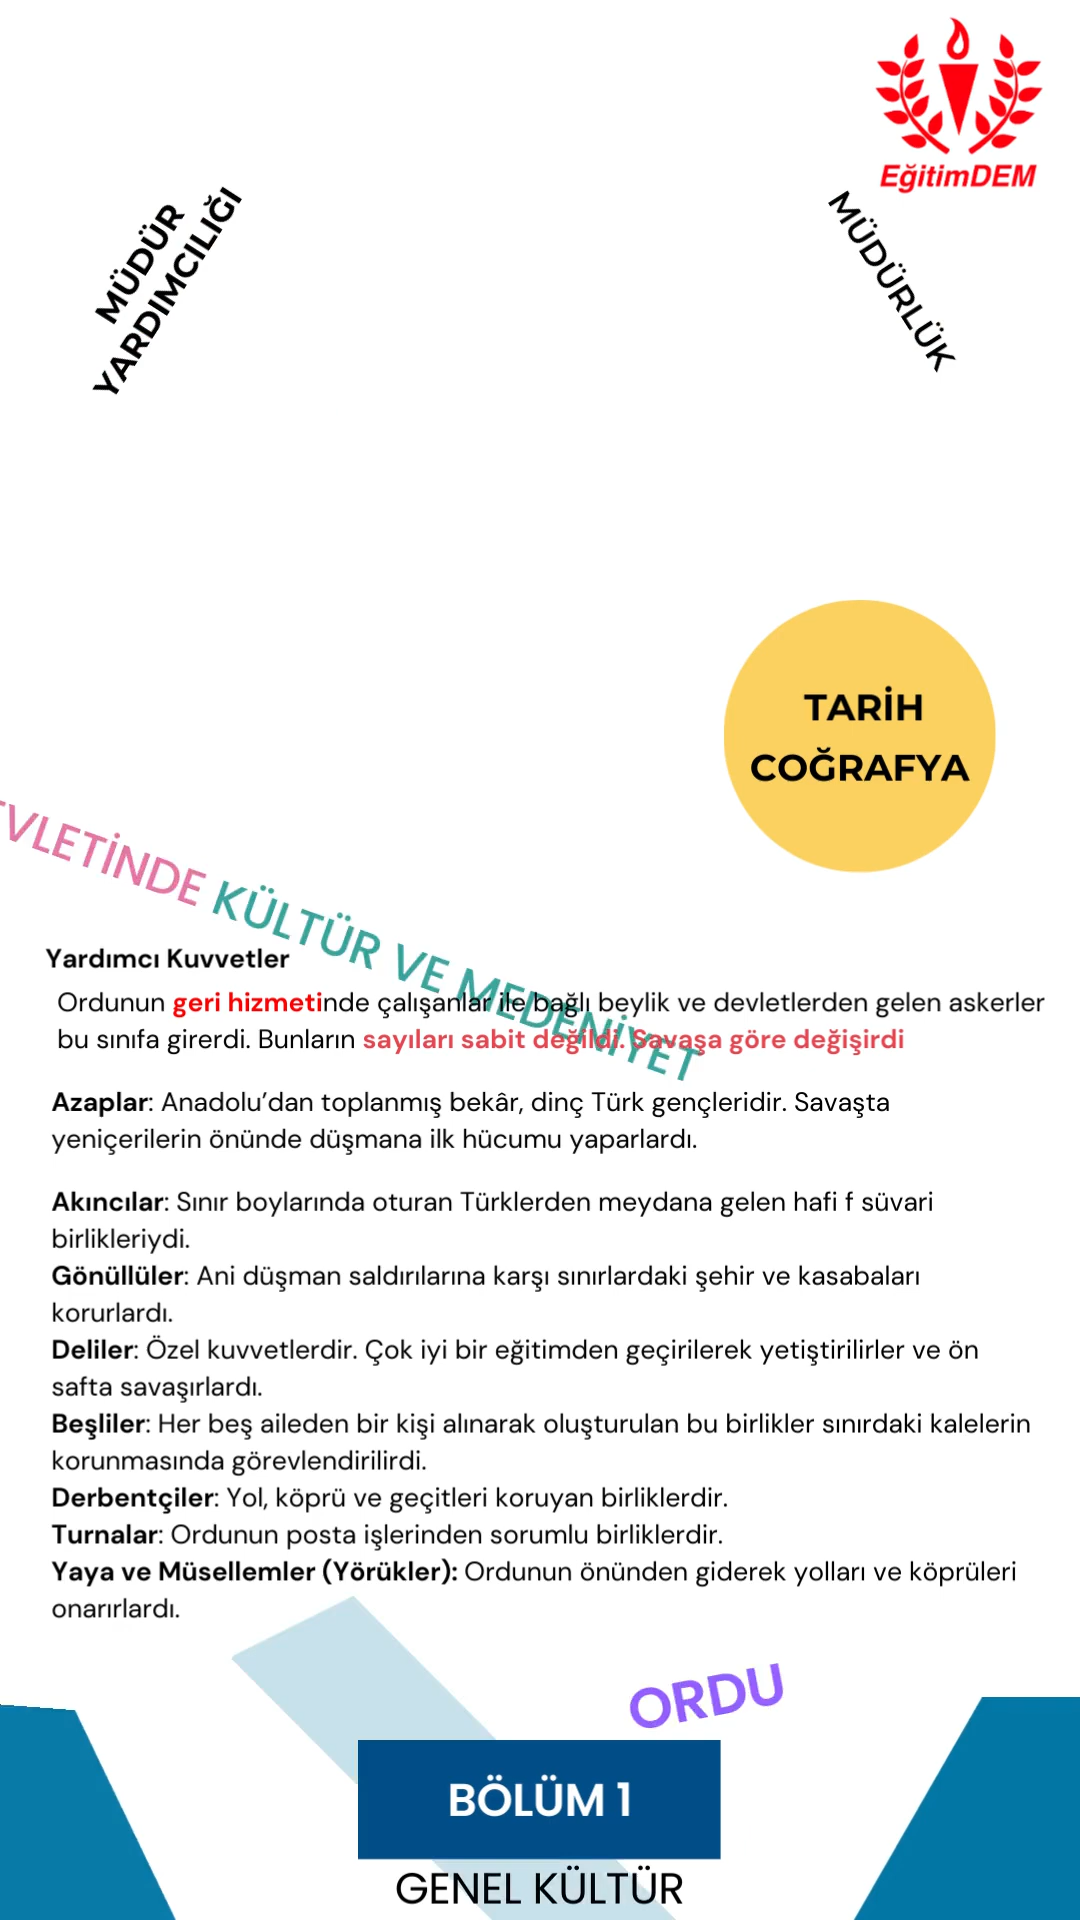 EğitimDEM
MÜDÜR
YARDIMCILIĞI
MÜDÜRLÜK
TARİH
COĞRAFYA
EVLETİNDE KÜLTÜR VE MEDENİYET
Yardımcı Kuvvetler
Ordunun geri hizmetinde çalışanlar ile bağlı beylik ve devletlerden gelen askerler
bu sınıfa girerdi. Bunların sayıları sabit değildi. Savaşa göre değişirdi
Azaplar: Anadolu’dan toplanmış bekâr, dinç Türk gençleridir. Savaşta
yeniçerilerin önünde düşmana ilk hücumu yaparlardı.
Akıncılar: Sınır boylarında oturan Türklerden meydana gelen hafi f süvari
birlikleriydi.
Gönüllüler: Ani düşman saldırılarına karşı sınırlardaki şehir ve kasabaları
korurlardı.
Deliler: Özel kuvvetlerdir. Çok iyi bir eğitimden geçirilerek yetiştirilirler ve ön
safta savaşırlardı.
Beşliler: Her beş aileden bir kişi alınarak oluşturulan bu birlikler sınırdaki kalelerin
korunmasında görevlendirilirdi.
Derbentçiler: Yol, köprü ve geçitleri koruyan birliklerdir.
Turnalar: Ordunun posta işlerinden sorumlu birliklerdir.
Yaya ve Müsellemler (Yörükler): Ordunun önünden giderek yolları ve köprüleri
onarırlardı.
ORDU
BÖLÜM 1
GENEL KÜLTÜR